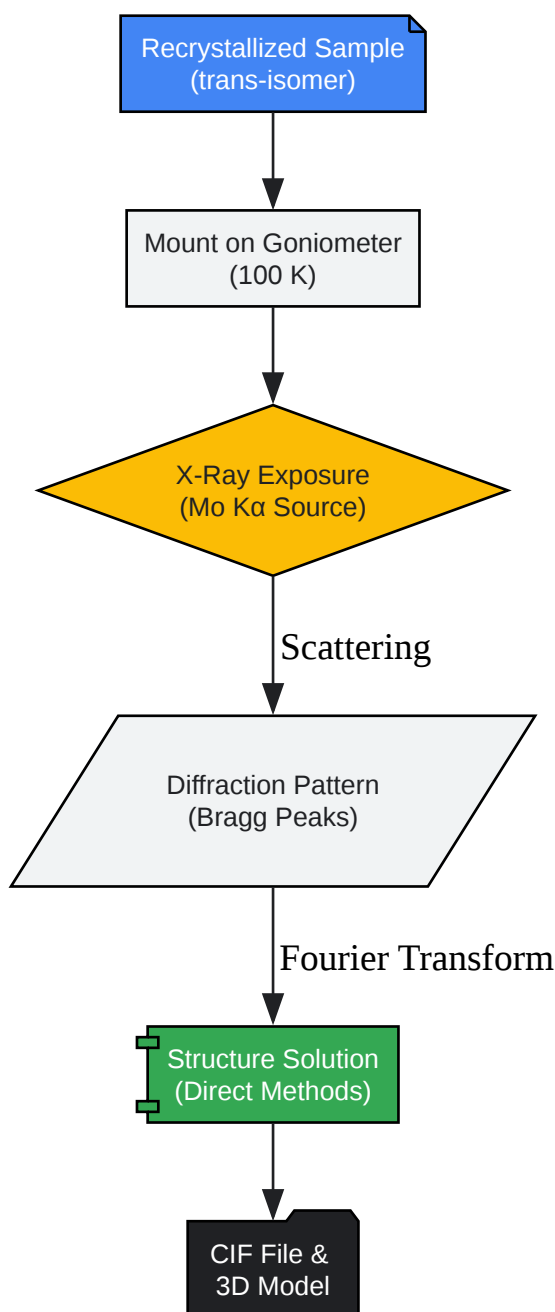 Recrystallized Sample
(trans-isomer)
Mount on Goniometer
(100 K)
X-Ray Exposure
(Mo Kα Source)
Scattering
Diffraction Pattern
(Bragg Peaks)
Fourier Transform
Structure Solution
(Direct Methods)
CIF File &
3D Model